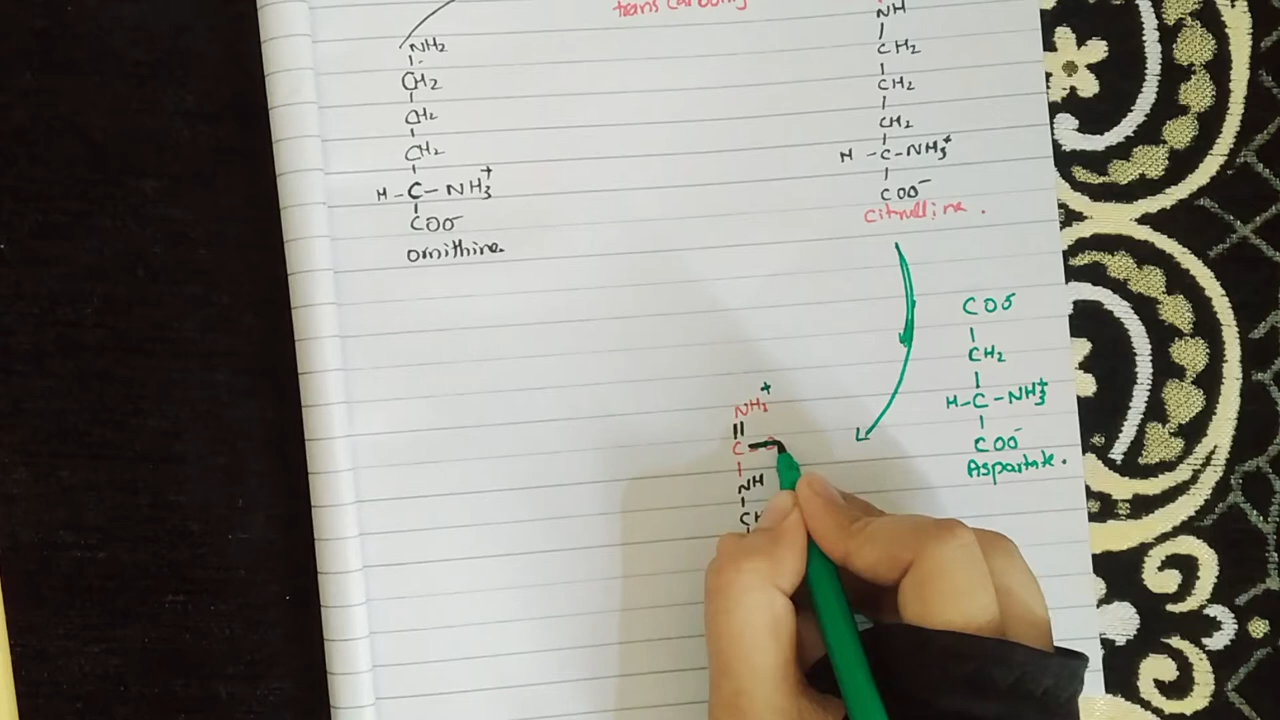 trans
NH2
CH2
CH2
CH2
H-C-NH3+
COO-
ornithine
NH
CH2
CH2
CH2
H-C-NH3+
COO-
Citrulline.
COO-
CH2
H-C-NH3+
COO-
Aspartate.
NH2+
C
NH